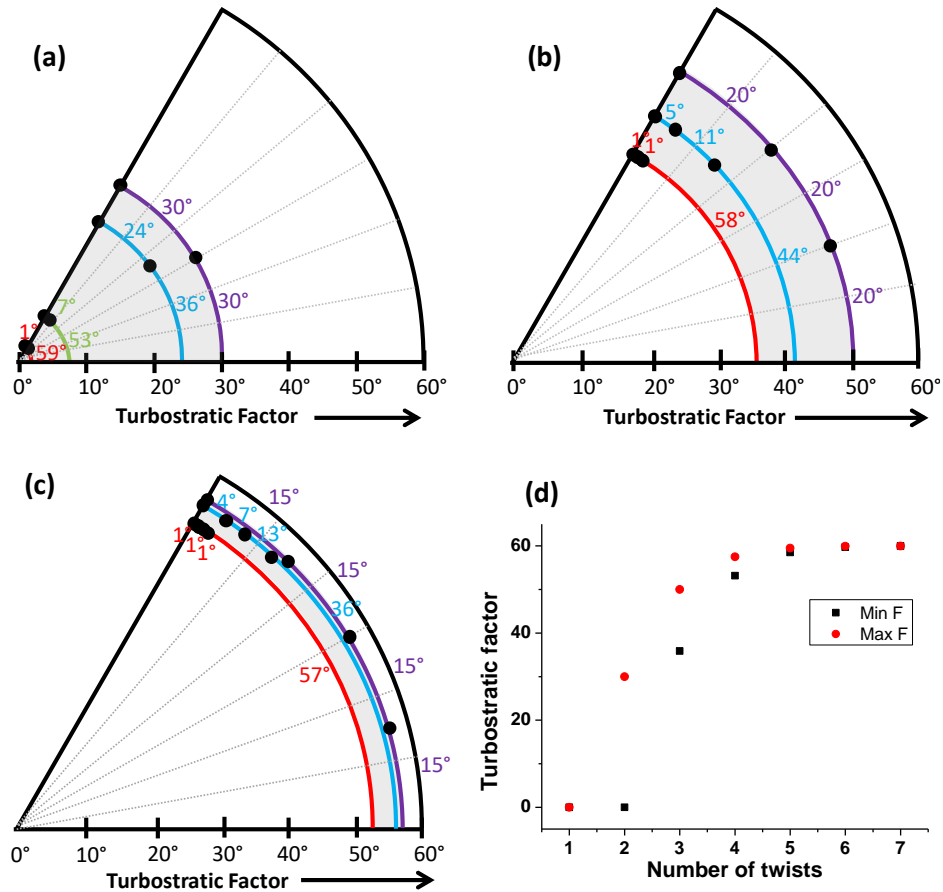 (a)
30°
24°
7°
30°
36°
1°
53°
59°
0° 10° 20° 30° 40° 50° 60°
Turbostratic Factor
(b)
20°
5°
11°
1°
1°
20°
58°
44°
20°
0° 20° 30° 40° 50° 60°
Turbostratic Factor
(c)
15°
4°
7°
13°
1°
1°
1°
15°
36°
57°
15°
15°
0° 10° 20° 30° 40° 50° 60°
Turbostratic Factor
(d)
Turbostratic factor
60
40
20
0
Min F
Max F
1 2 3 4 5 6 7
Number of twists